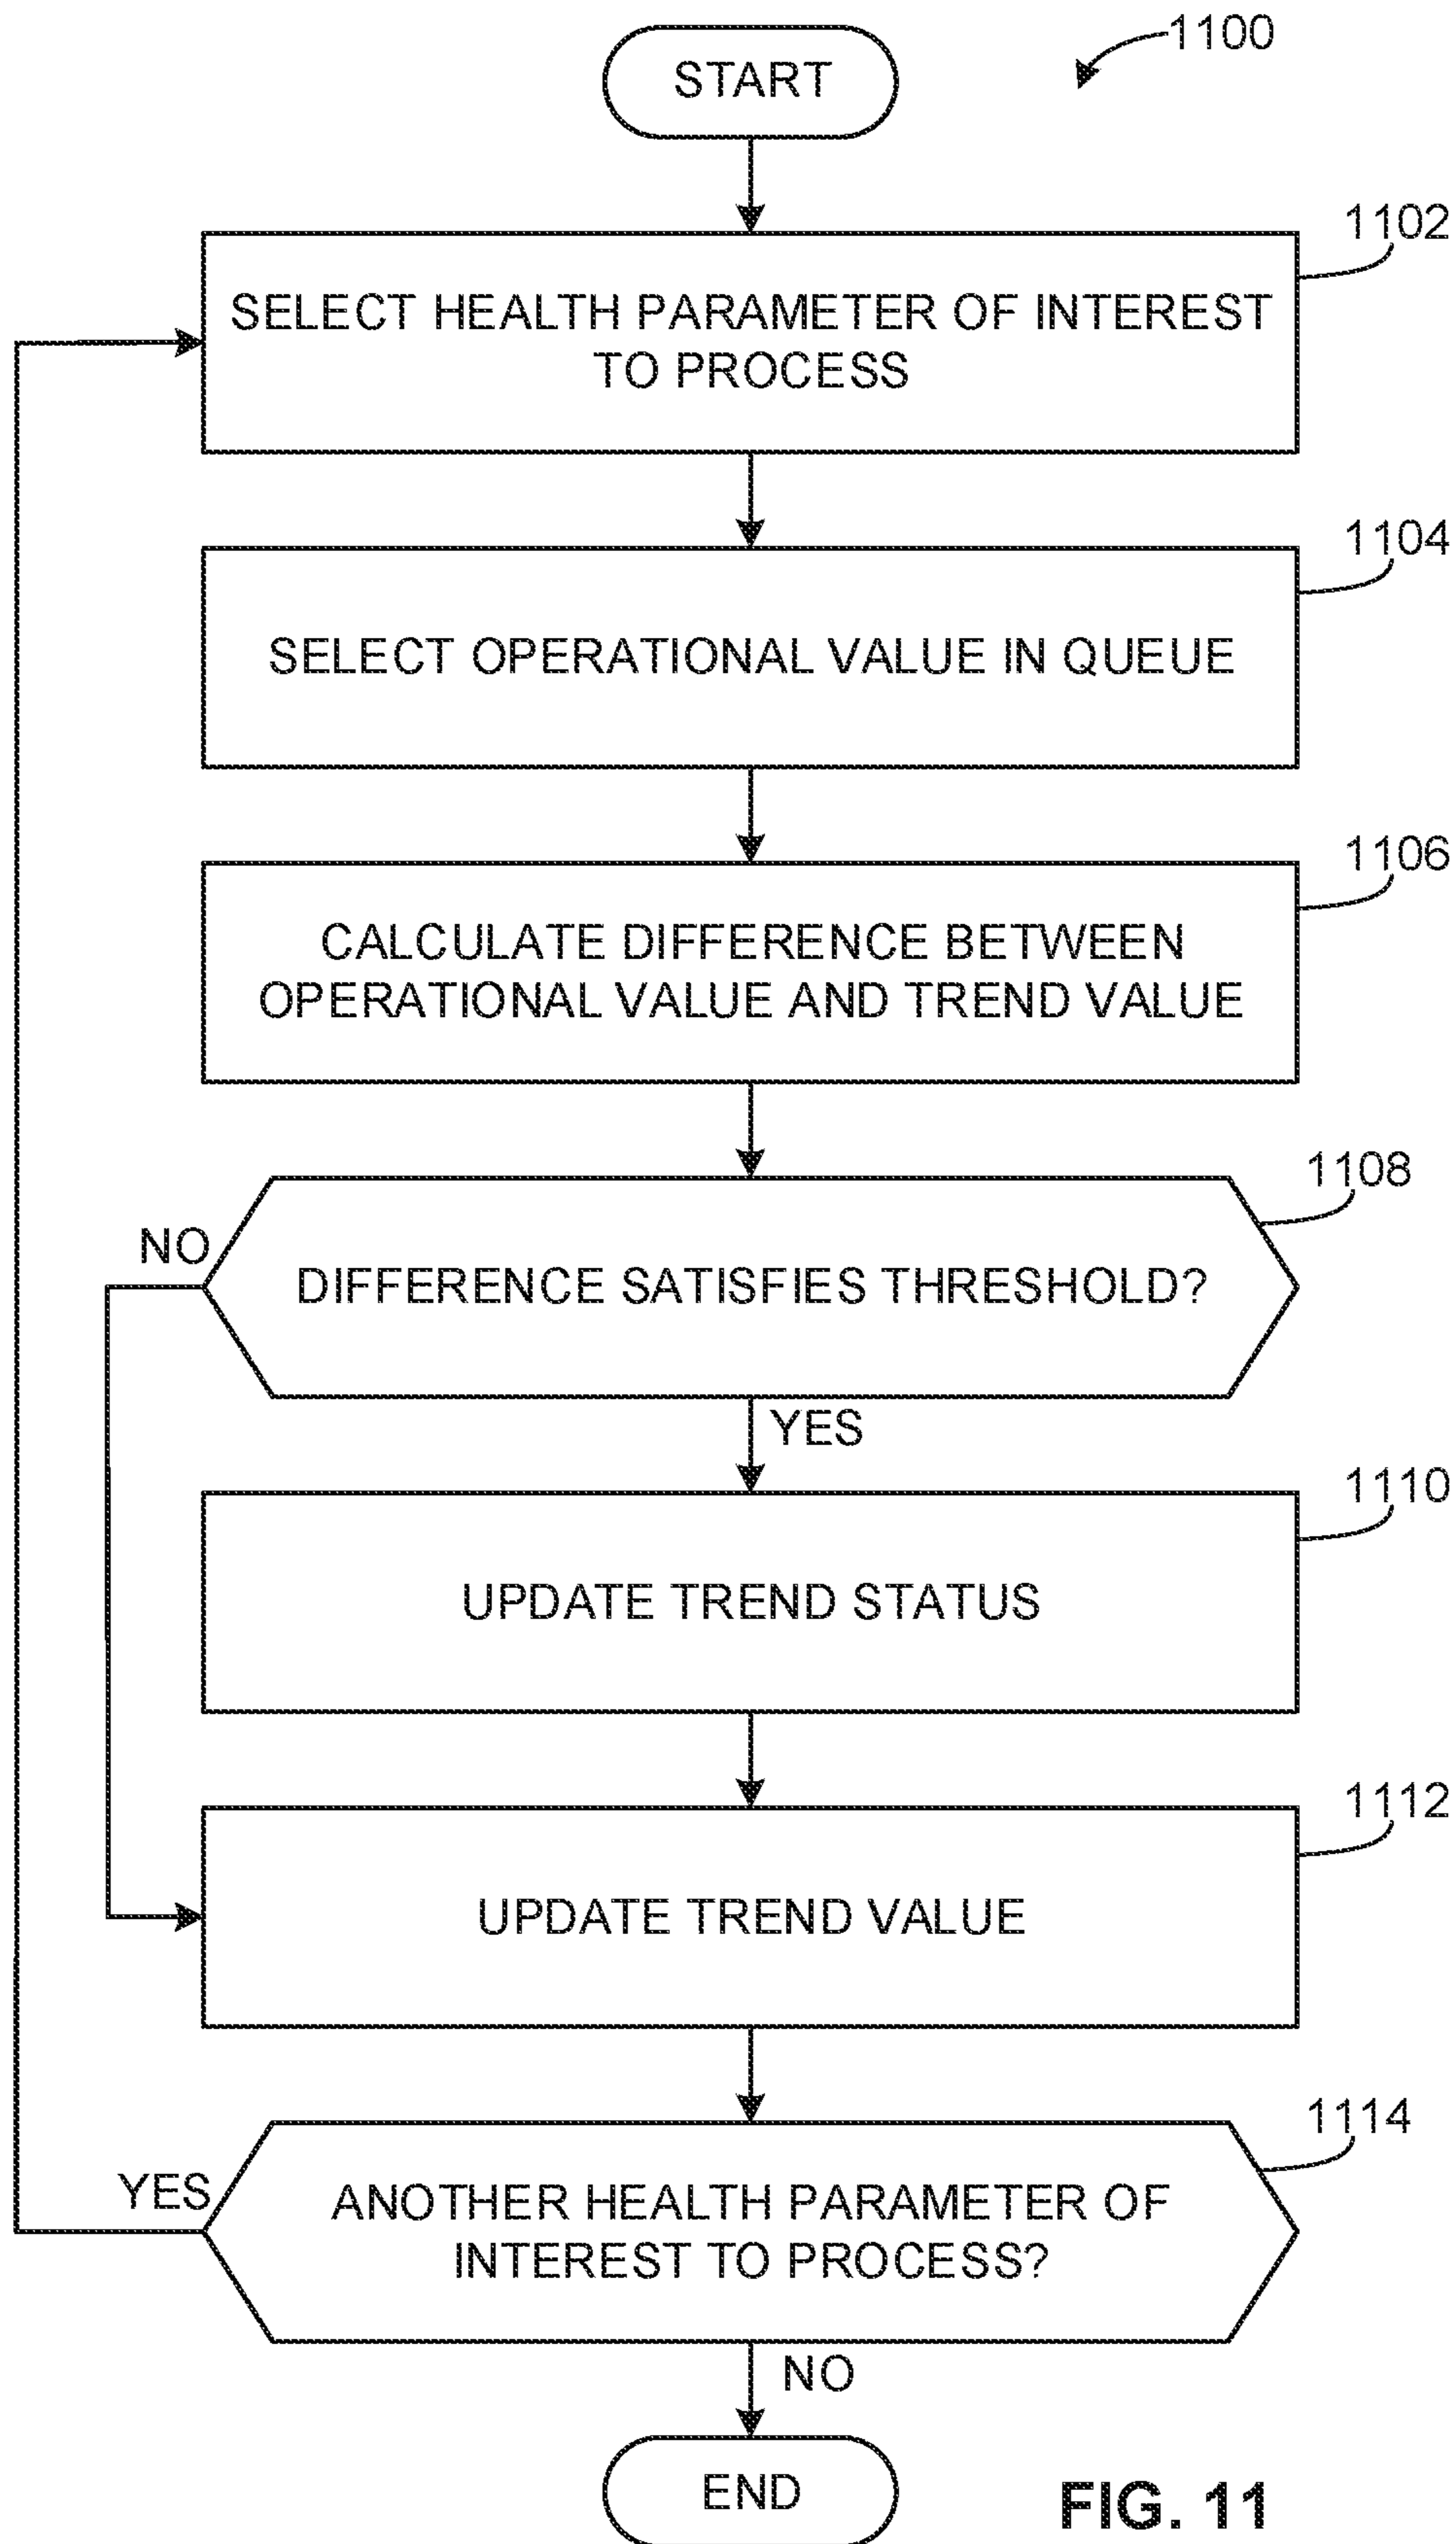 START
1100
1102
SELECT HEALTH PARAMETER OF INTEREST
TO PROCESS
1104
SELECT OPERATIONAL VALUE IN QUEUE
1106
CALCULATE DIFFERENCE BETWEEN
OPERATIONAL VALUE AND TREND VALUE
1108
NO
DIFFERENCE SATISFIES THRESHOLD?
YES
1110
UPDATE TREND STATUS
1112
UPDATE TREND VALUE
1114
YES
ANOTHER HEALTH PARAMETER OF
INTEREST TO PROCESS?
NO
END
FIG. 11